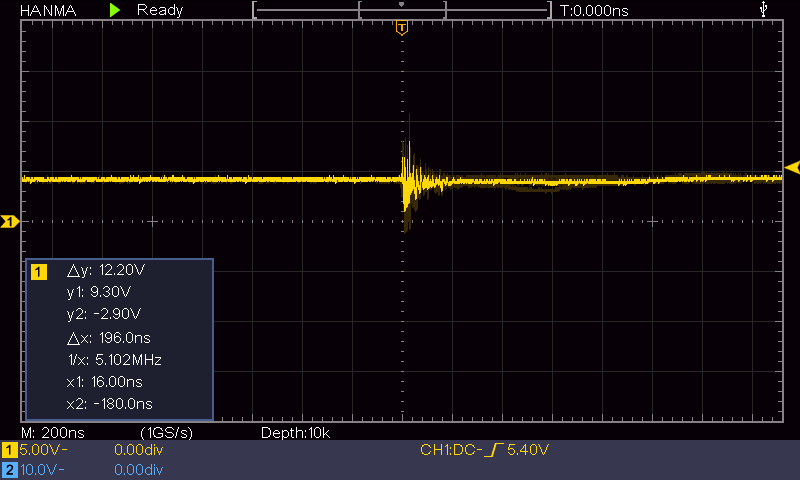 HANMA Ready T:0.000ns
T
1
1 △y: 12.20V
y1: 9.30V
y2: -2.90V
△x: 196.0ns
1/x: 5.102MHz
x1: 16.00ns
x2: -180.0ns
M: 200ns (1GS/s) Depth:10k
1 5.00V- 0.00div CH1:DC- 5.40V
2 10.0V- 0.00div